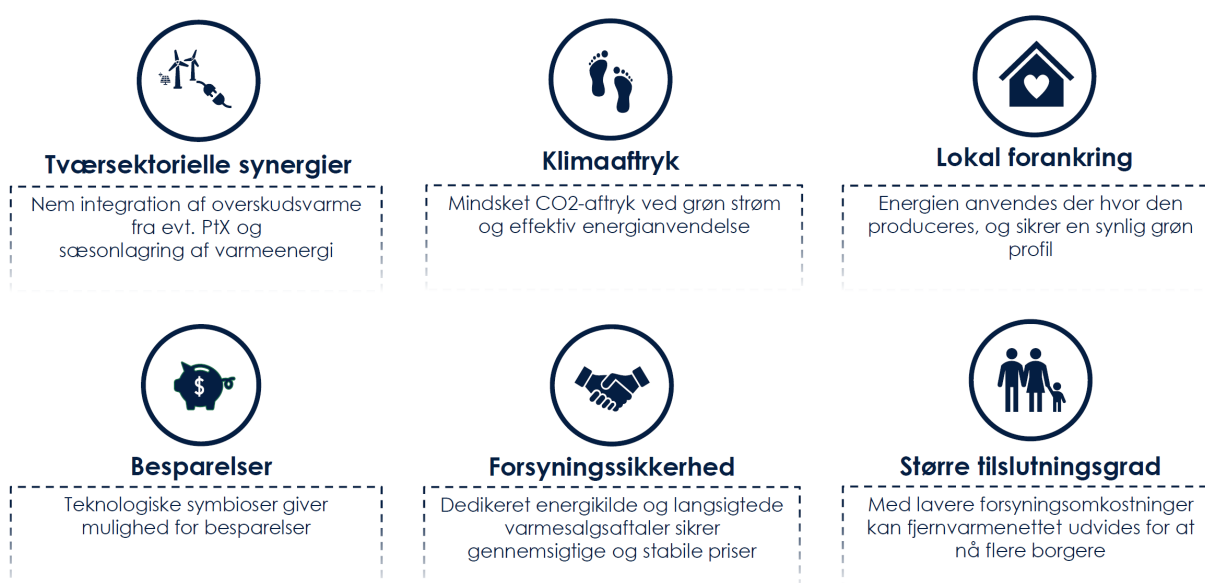 Tværsektorielle synergier
Nem integration af overskudsvarme
fra evt. PtX og
sæsonlagring af varmeenergi
Klimaaftryk
Mindsket CO2-aftryk ved grøn strøm
og effektiv energianvendelse
Lokal forankring
Energien anvendes der hvor den
produceres, og sikrer en synlig grøn
profil
$
Besparelser
Teknologiske symbioser giver
mulighed for besparelser
Forsyningssikkerhed
Dedikeret energikilde og langsigtede
varmesalgsaftaler sikrer
gennemsigtige og stabile priser
Større tilslutningsgrad
Med lavere forsyningsomkostninger
kan fjernvarmenettet udvides for at
nå flere borgere